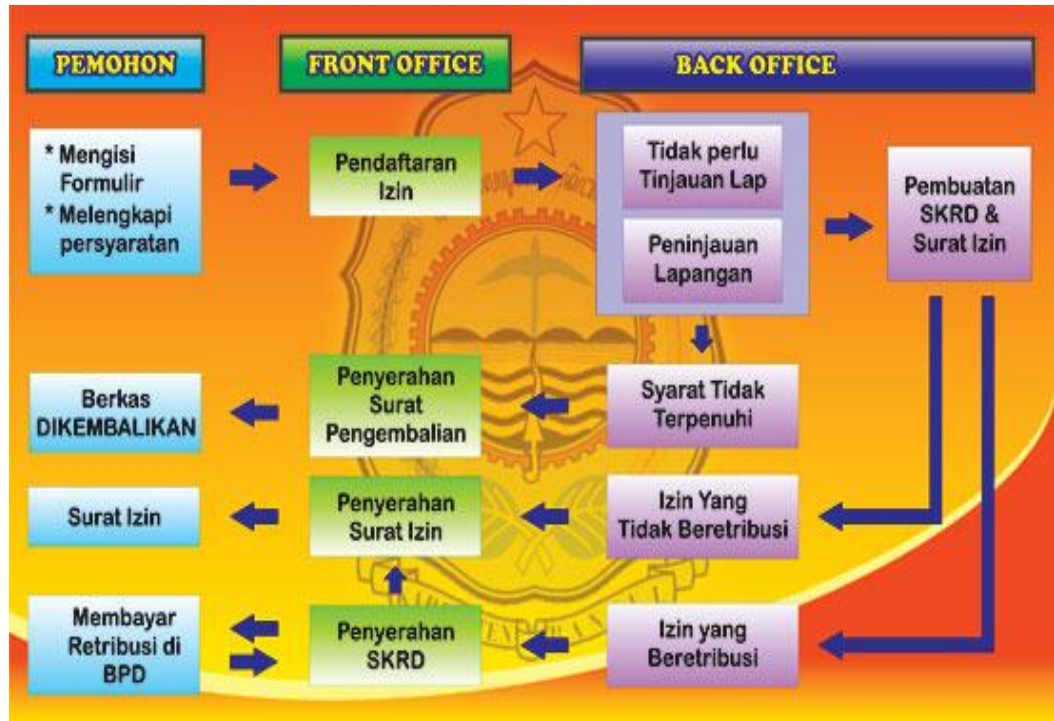 PEMOHON
FRONT OFFICE
BACK OFFICE
* Mengisi
Formulir
* Melengkapi
persyaratan
Pendaftaran
Izin
Tidak perlu
Tinjauan Lap
Peninjauan
Lapangan
Pembuatan
SKRD &
Surat Izin
Berkas
DIKEMBALIKAN
Penyerahan
Surat
Pengembalian
Syarat Tidak
Terpenuhi
Surat Izin
Penyerahan
Surat Izin
Izin Yang
Tidak Beretribusi
Membayar
Retribusi di
BPD
Penyerahan
SKRD
Izin yang
Beretribusi